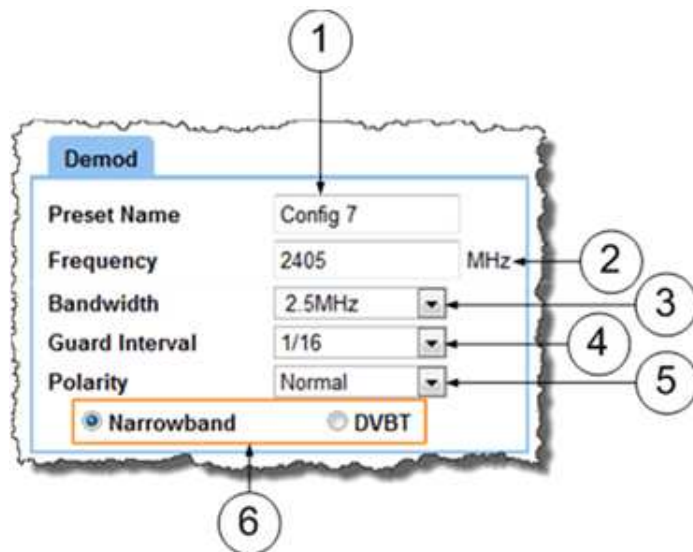 1
Demod
Preset Name Config 7
Frequency 2405 MHz 2
Bandwidth 2.5MHz 3
Guard Interval 1/16 4
Polarity Normal 5
Narrowband DVBT
6